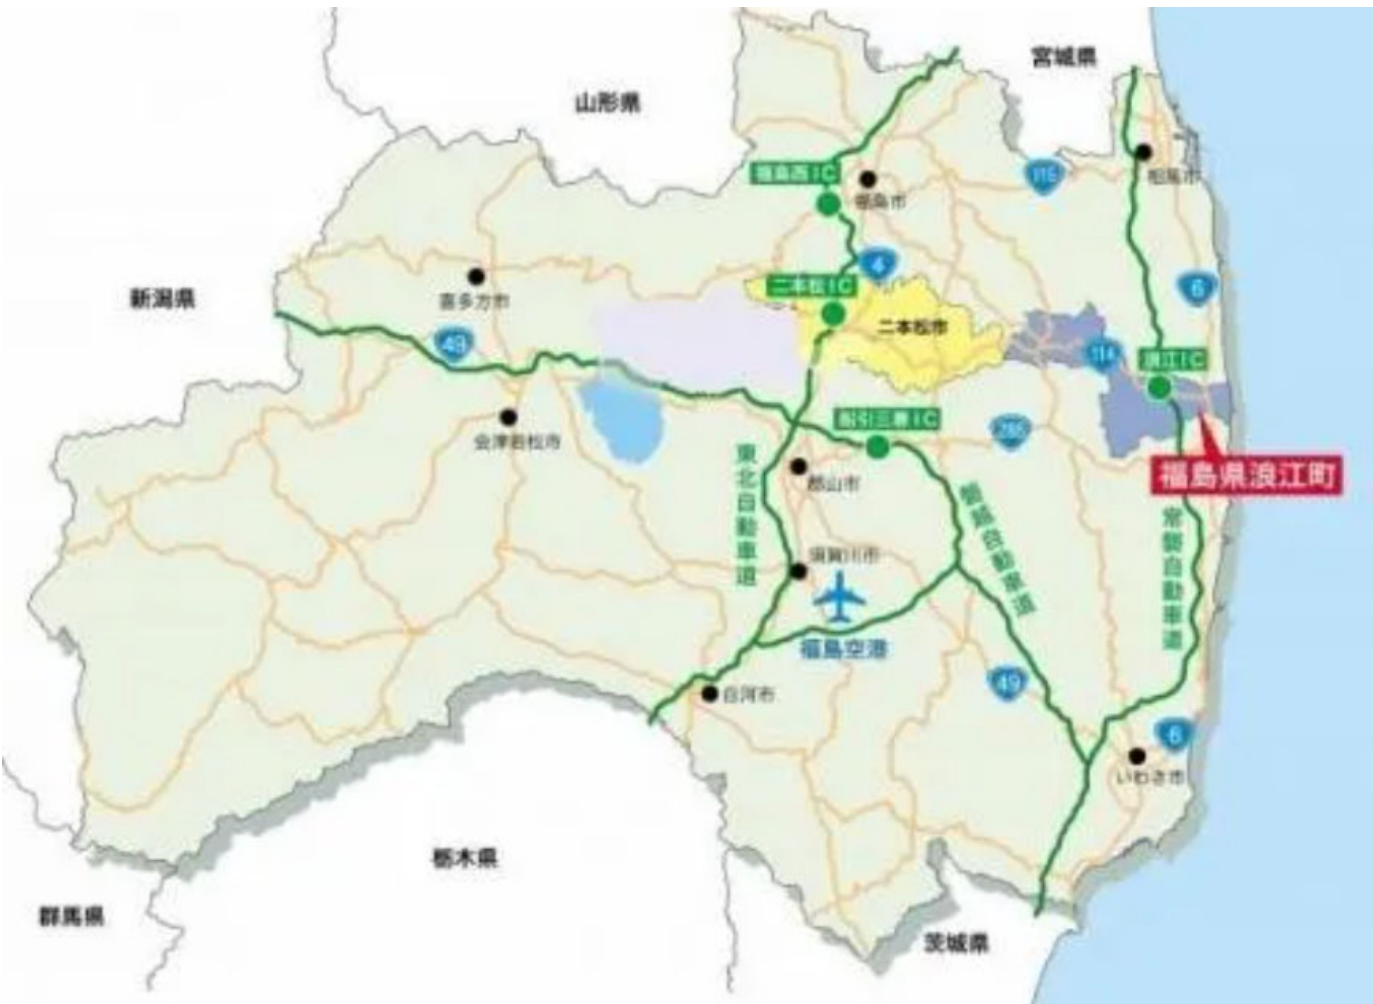 宮城県
山形県
福島西IC
相馬市
115
福島市
4
二本松IC
6
新潟県
喜多方市
二本松市
49
114
浪江IC
船引三春IC
288
会津若松市
福島県浪江町
東北自動車道
郡山市
磐越自動車道
常磐自動車道
須賀川市
福島空港
49
白河市
6
いわき市
栃木県
群馬県
茨城県